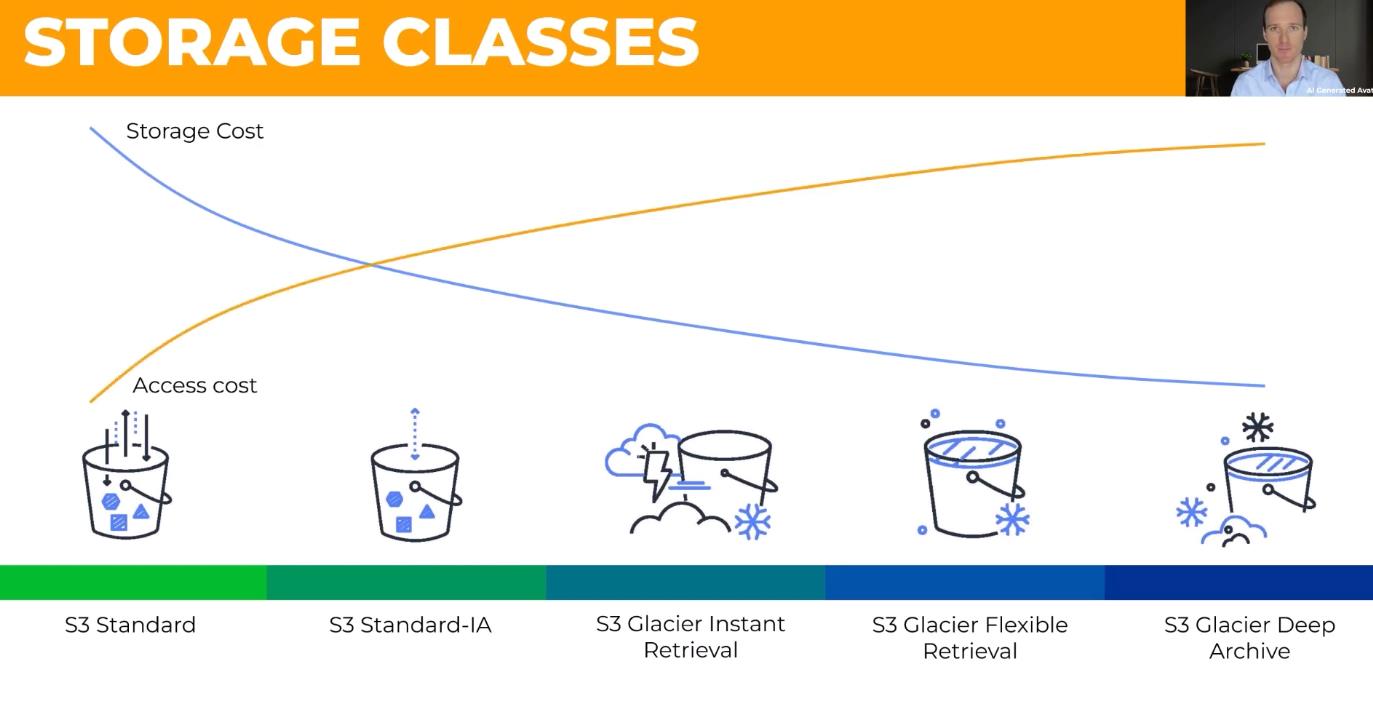 STORAGE CLASSES
AI Generated Avat
Storage Cost
Access cost
S3 Standard
S3 Standard-IA
S3 Glacier Instant
Retrieval
S3 Glacier Flexible
Retrieval
S3 Glacier Deep
Archive